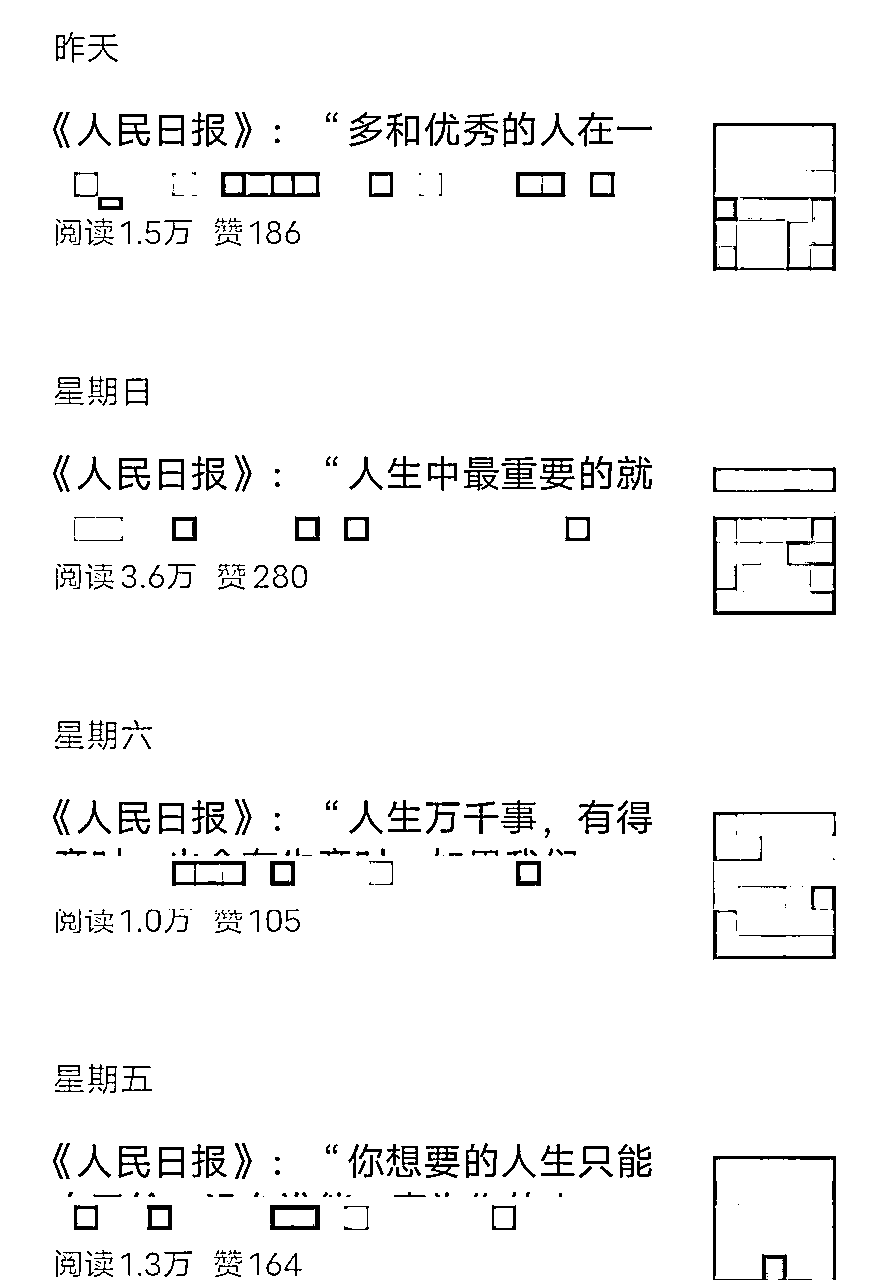 昨天
《人民日报》：“多和优秀的人在一
阅读1.5万 赞186
星期日
《人民日报》：“人生中最重要的就
阅读3.6万 赞280
星期六
《人民日报》：“人生万千事，有得
阅读1.0万 赞105
星期五
《人民日报》：“你想要的人生只能
阅读1.3万 赞164